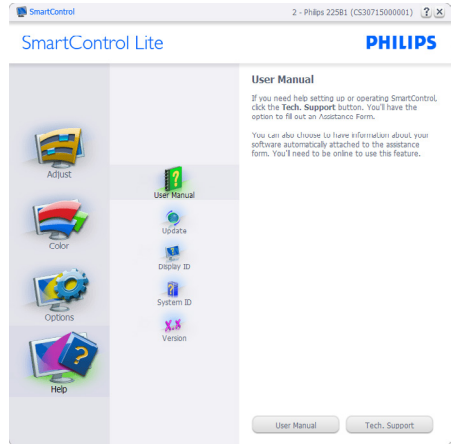 SmartControl
2 - Philips 225B1 (CS30715000001)
? X
SmartControl Lite
PHILIPS
Adjust
Color
Options
Help
User Manual
Update
Display ID
System ID
X.X
Version
User Manual
If you need help setting up or operating SmartControl,
click the Tech. Support button. You'll have the
option to fill out an Assistance Form.
You can also choose to have information about your
software automatically attached to the assistance
form. You'll need to be online to use this feature.
User Manual
Tech. Support